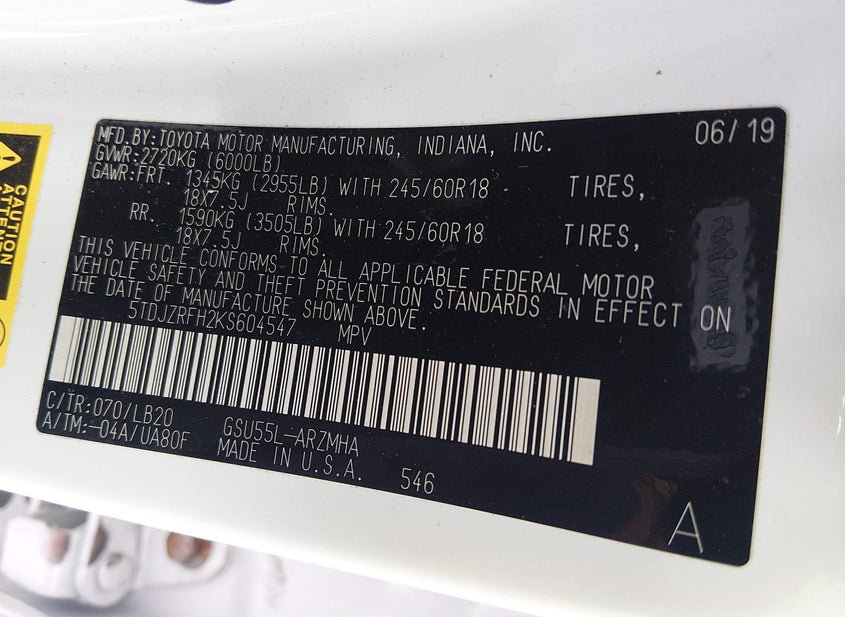 MFD.BY:TOYOTA MOTOR MANUFACTURING, INDIANA, INC. 06/19
GVWR:2720KG (6000LB)
GAWR:FRT. 1345KG (2955LB) WITH 245/60R18 TIRES,
18X7.5J RIMS.
RR. 1590KG (3505LB) WITH 245/60R18 TIRES,
18X7.5J RIMS.
THIS VEHICLE CONFORMS TO ALL APPLICABLE FEDERAL MOTOR
VEHICLE SAFETY AND THEFT PREVENTION STANDARDS IN EFFECT ON
THE DATE OF MANUFACTURE SHOWN ABOVE.
5TDJZRFH2KS604547 MPV
C/TR:070/LB20 GSU55L-ARZMHA
A/TM:-04A/UA80F MADE IN U.S.A. 546
A
CAUTION